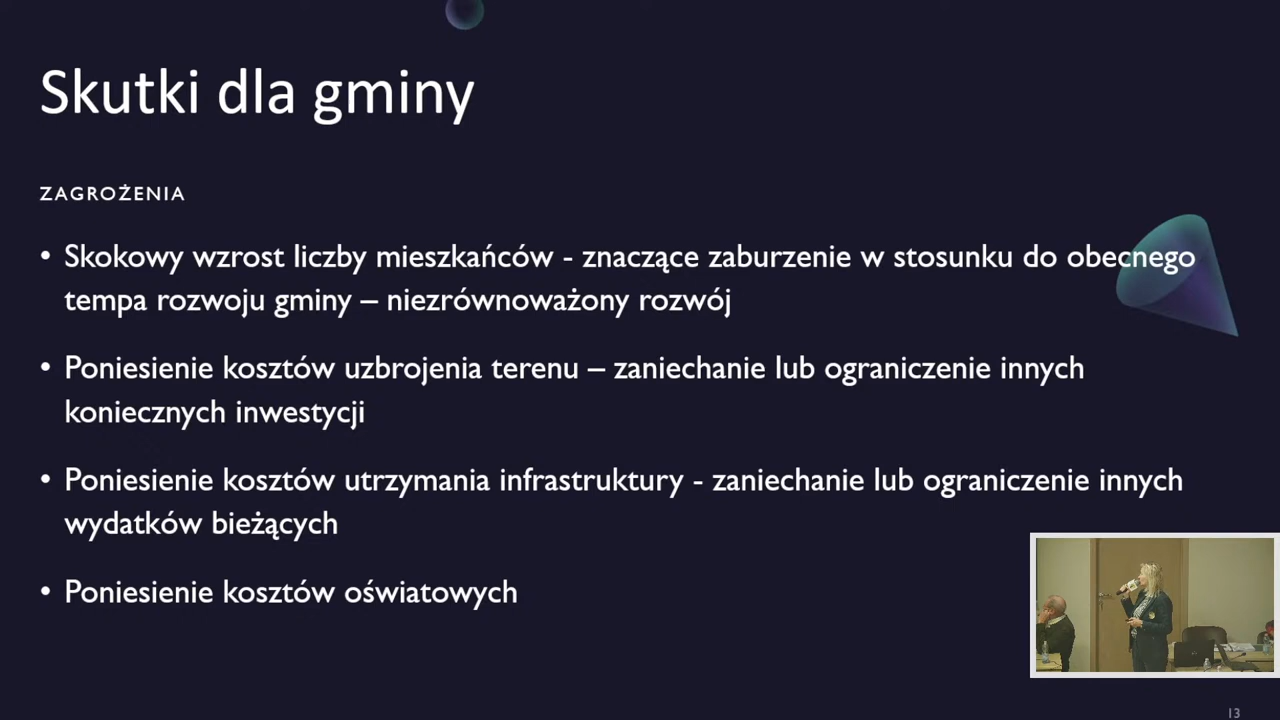 Skutki dla gminy
ZAGROŻENIA
• Skokowy wzrost liczby mieszkańców - znaczące zaburzenie w stosunku do obecnego
tempa rozwoju gminy – niezrównoważony rozwój
• Poniesienie kosztów uzbrojenia terenu – zaniechanie lub ograniczenie innych
koniecznych inwestycji
• Poniesienie kosztów utrzymania infrastruktury - zaniechanie lub ograniczenie innych
wydatków bieżących
• Poniesienie kosztów oświatowych
13